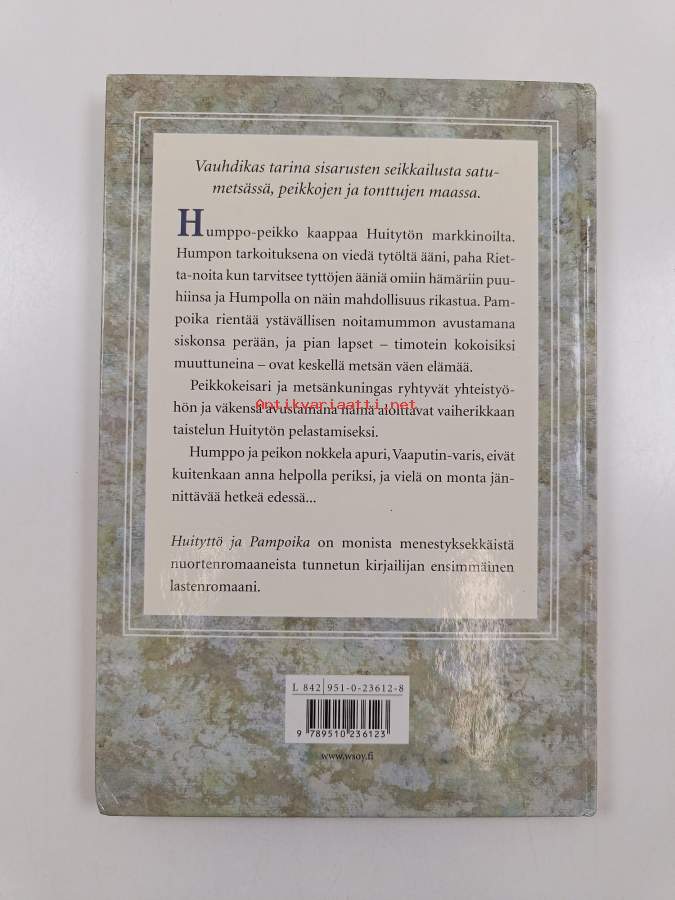 Vauhdikas tarina sisarusten seikkailusta satu-
metsässä, peikkojen ja tonttujen maassa.
Humppo-peikko kaappaa Huitytön markkinoilta.
Humpon tarkoituksena on viedä tytöltä ääni, paha Riet-
ta-noita kun tarvitsee tyttöjen ääniä omiin hämäriin puu-
hiinsa ja Humpolla on näin mahdollisuus rikastua. Pam-
poika rientää ystävällisen noitamummon avustamana
siskonsa perään, ja pian lapset – timotein kokoisiksi
muuttuneina – ovat keskellä metsän väen elämää.
Peikkokeisari ja metsänkuningas ryhtyvät yhteistyö-
Antikvariaatti.net
hön ja väkensä avustamana nämä aloittavat vaiherikkaan
taistelun Huitytön pelastamiseksi.
Humppo ja peikon nokkela apuri, Vaaputin-varis, eivät
kuitenkaan anna helpolla periksi, ja vielä on monta jän-
nittävää hetkeä edessä...
Huityttö ja Pampoika on monista menestyksekkäistä
nuortenromaaneista tunnetun kirjailijan ensimmäinen
lastenromaani.
L 842 951-0-23612-8
9 789510 236123
www.wsoy.fi